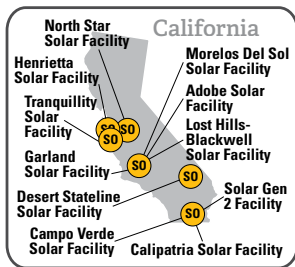 California
North Star
Solar Facility
Henrietta
Solar Facility
Tranquillity
Solar
Facility
Garland
Solar Facility
Desert Stateline
Solar Facility
Campo Verde
Solar Facility
Morelos Del Sol
Solar Facility
Adobe Solar
Facility
Lost Hills-
Blackwell
Solar Facility
Solar Gen
2 Facility
Calipatria Solar Facility
SO
SO
SO
SO
SO
SO